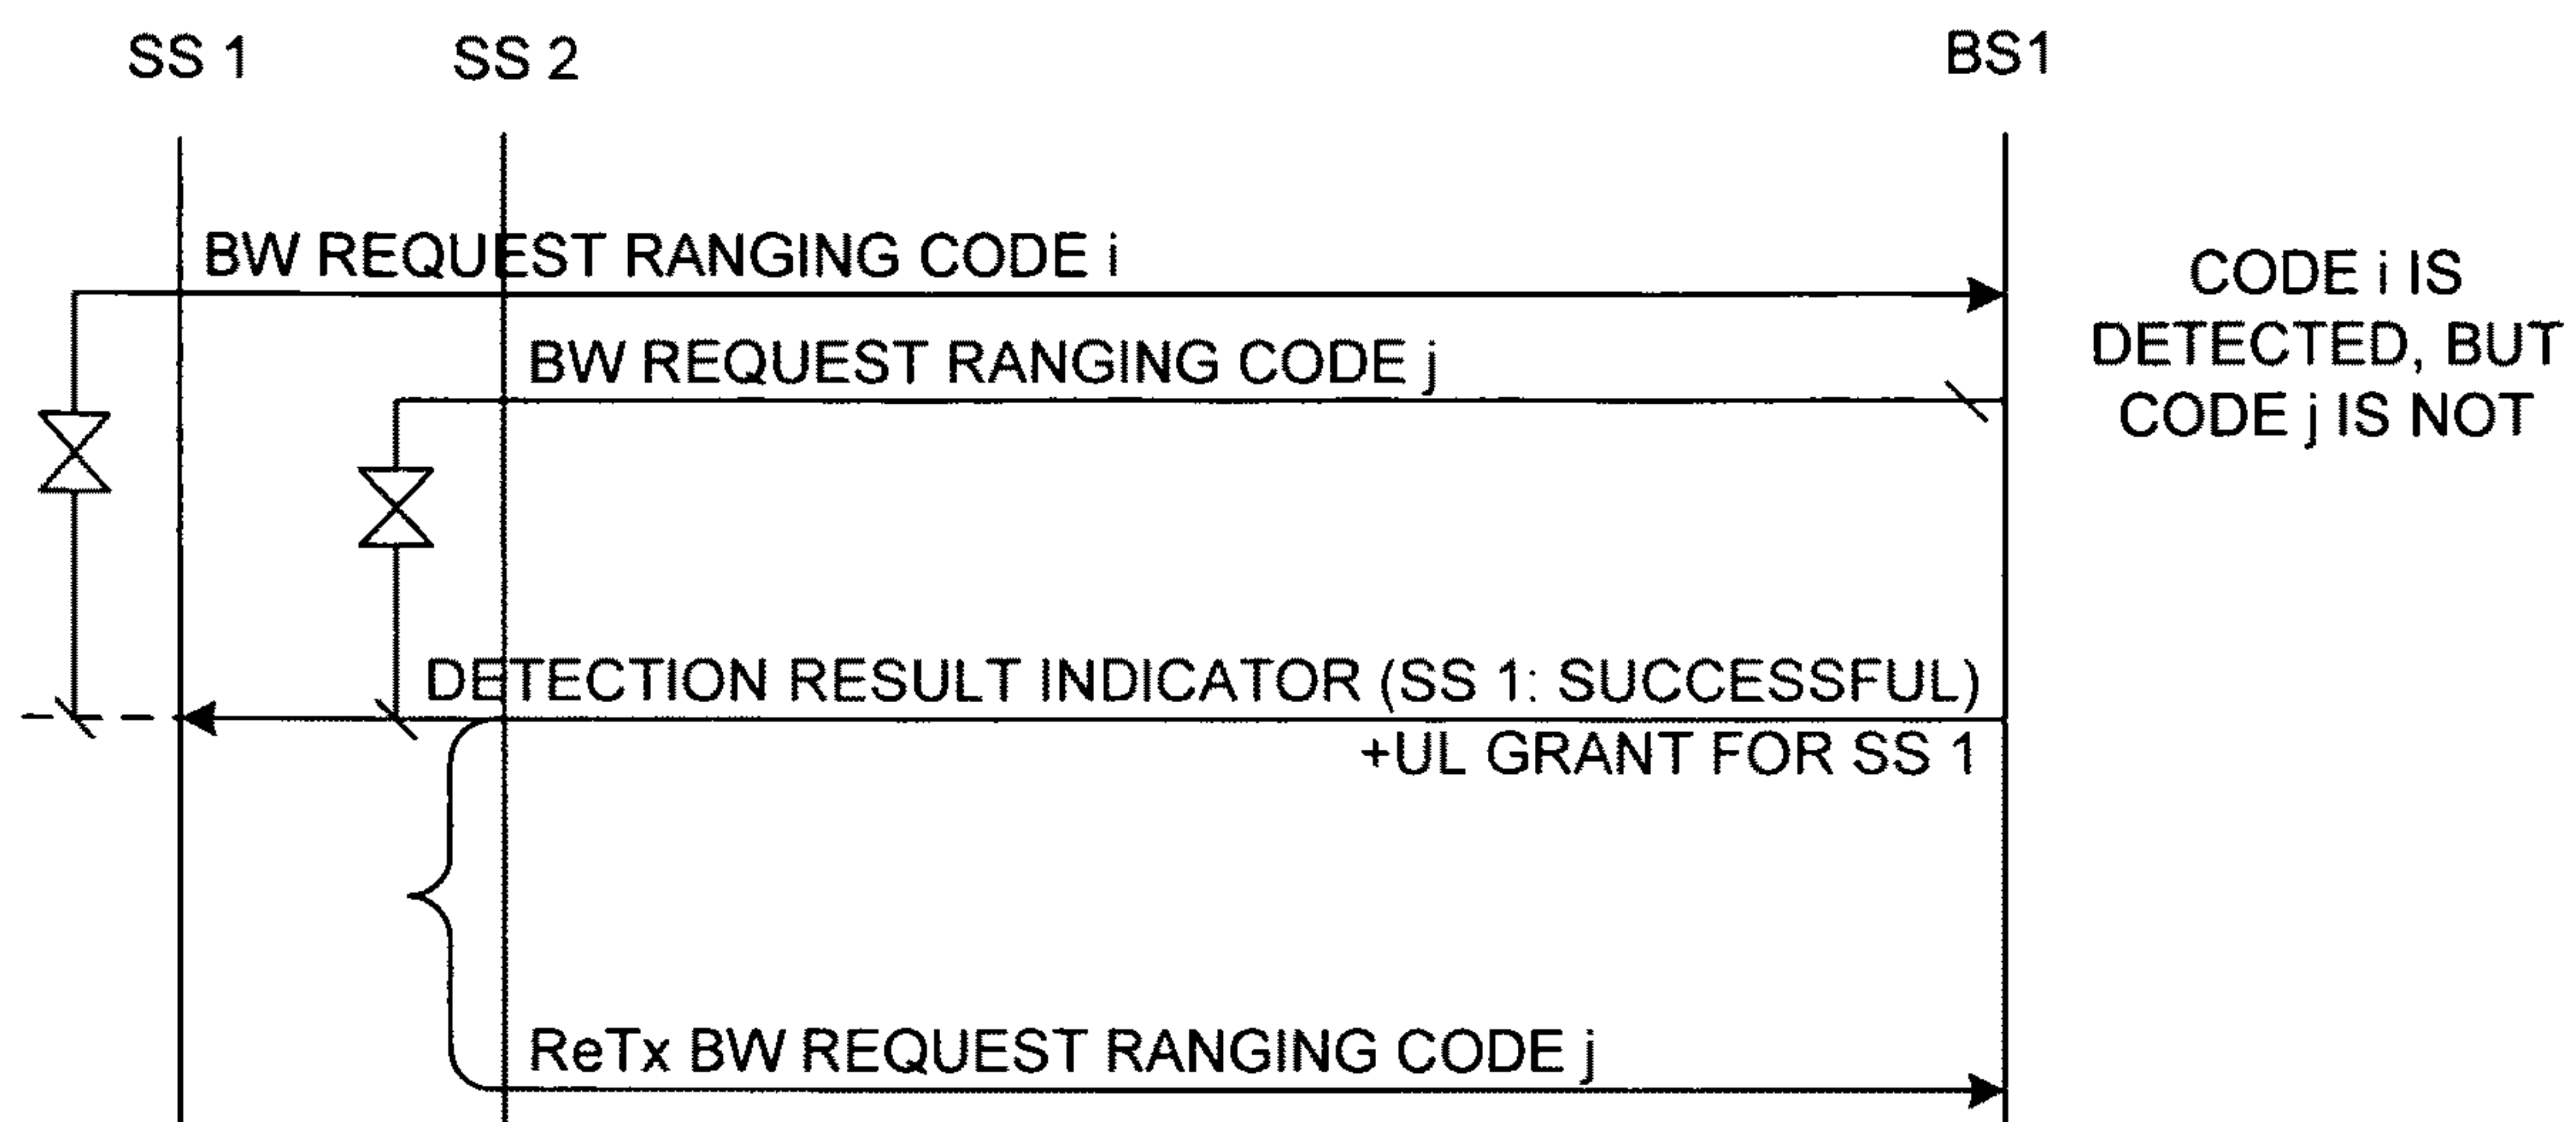 SS 1
SS 2
BS1
BW REQUEST RANGING CODE i
CODE i IS
DETECTED, BUT
CODE j IS NOT
BW REQUEST RANGING CODE j
DETECTION RESULT INDICATOR (SS 1: SUCCESSFUL)
+UL GRANT FOR SS 1
ReTx BW REQUEST RANGING CODE j